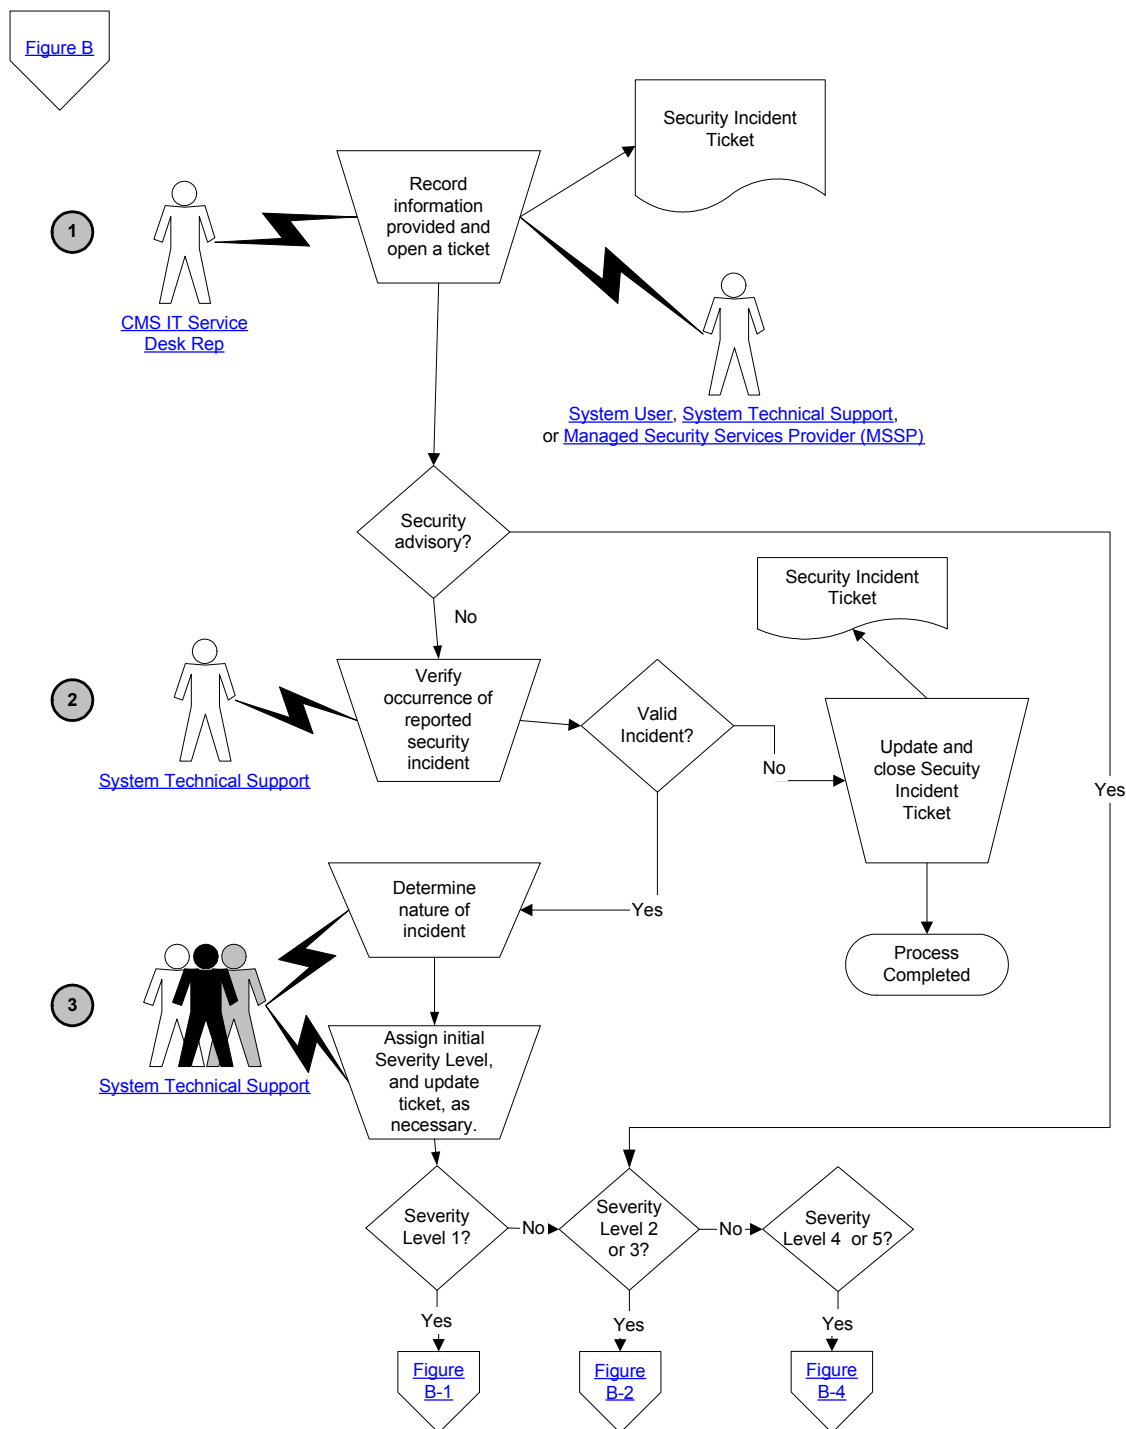 Figure B
Security Incident
Ticket
Record
information
provided and
open a ticket
1
CMS IT Service
Desk Rep
System User, System Technical Support,
or Managed Security Services Provider (MSSP)
Security
advisory?
No
Security Incident
Ticket
2
System Technical Support
Verify
occurrence of
reported
security
incident
Valid
Incident?
No
Update and
close Secuity
Incident
Ticket
Yes
Determine
nature of
incident
Yes
Process
Completed
3
System Technical Support
Assign initial
Severity Level,
and update
ticket, as
necessary.
Severity
Level 1?
No
Severity
Level 2
or 3?
No
Severity
Level 4 or 5?
Yes
Yes
Yes
Figure
B-1
Figure
B-2
Figure
B-4